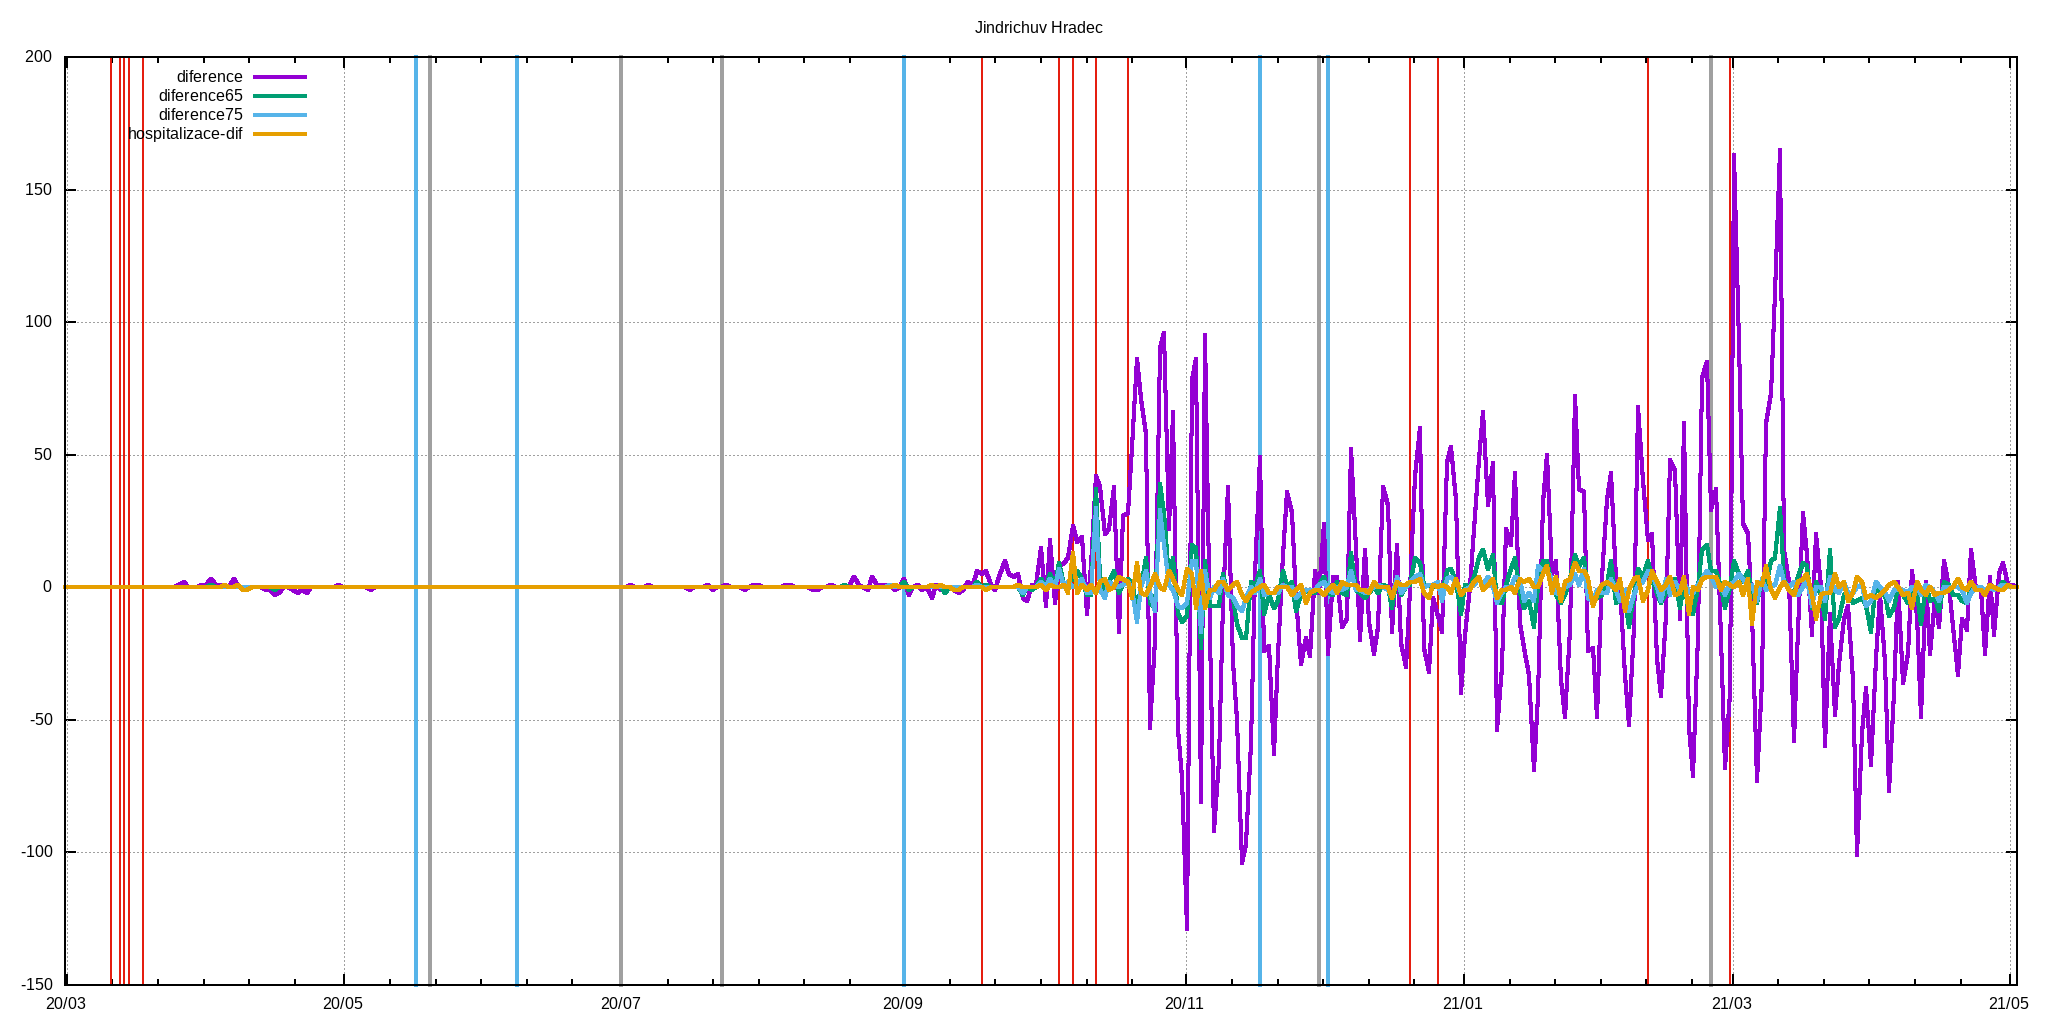 Jindrichuv Hradec
200
diference
diference65
diference75
hospitalizace-dif
150
100
50
0
-50
-100
-150
20/03 20/05 20/07 20/09 20/11 21/01 21/03 21/05